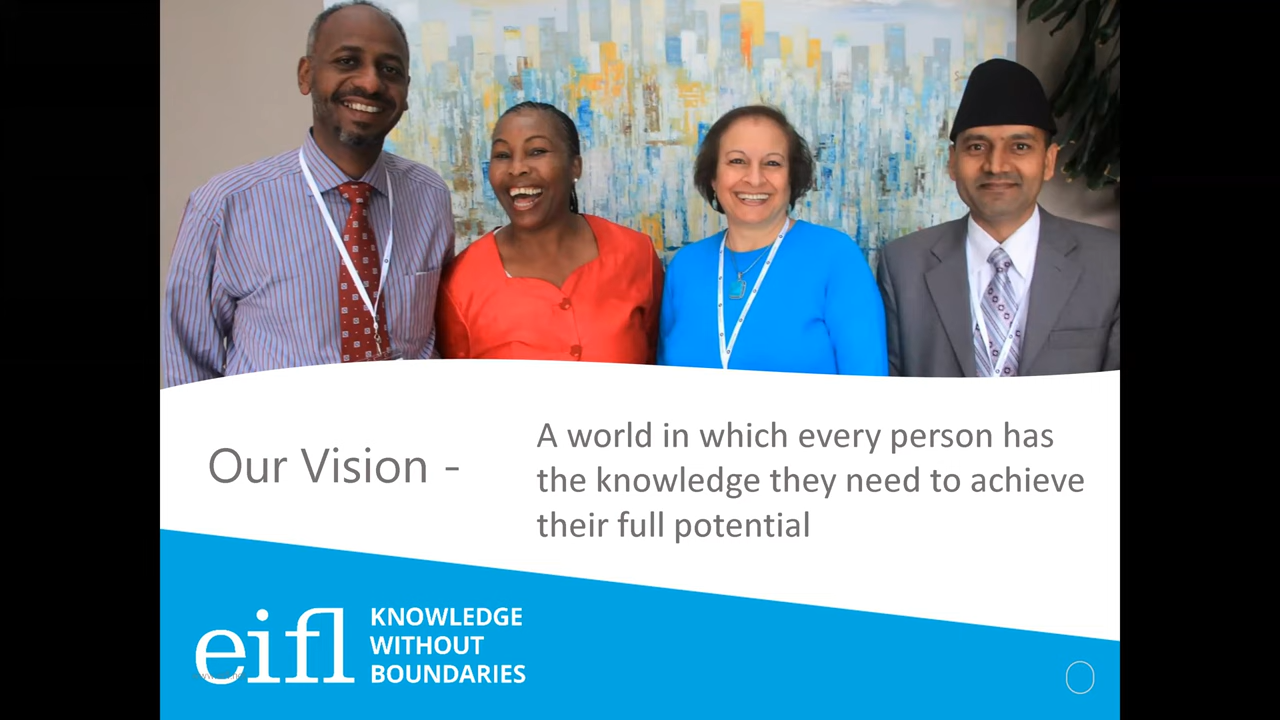 Our Vision -
A world in which every person has
the knowledge they need to achieve
their full potential
eifl
KNOWLEDGE
WITHOUT
BOUNDARIES